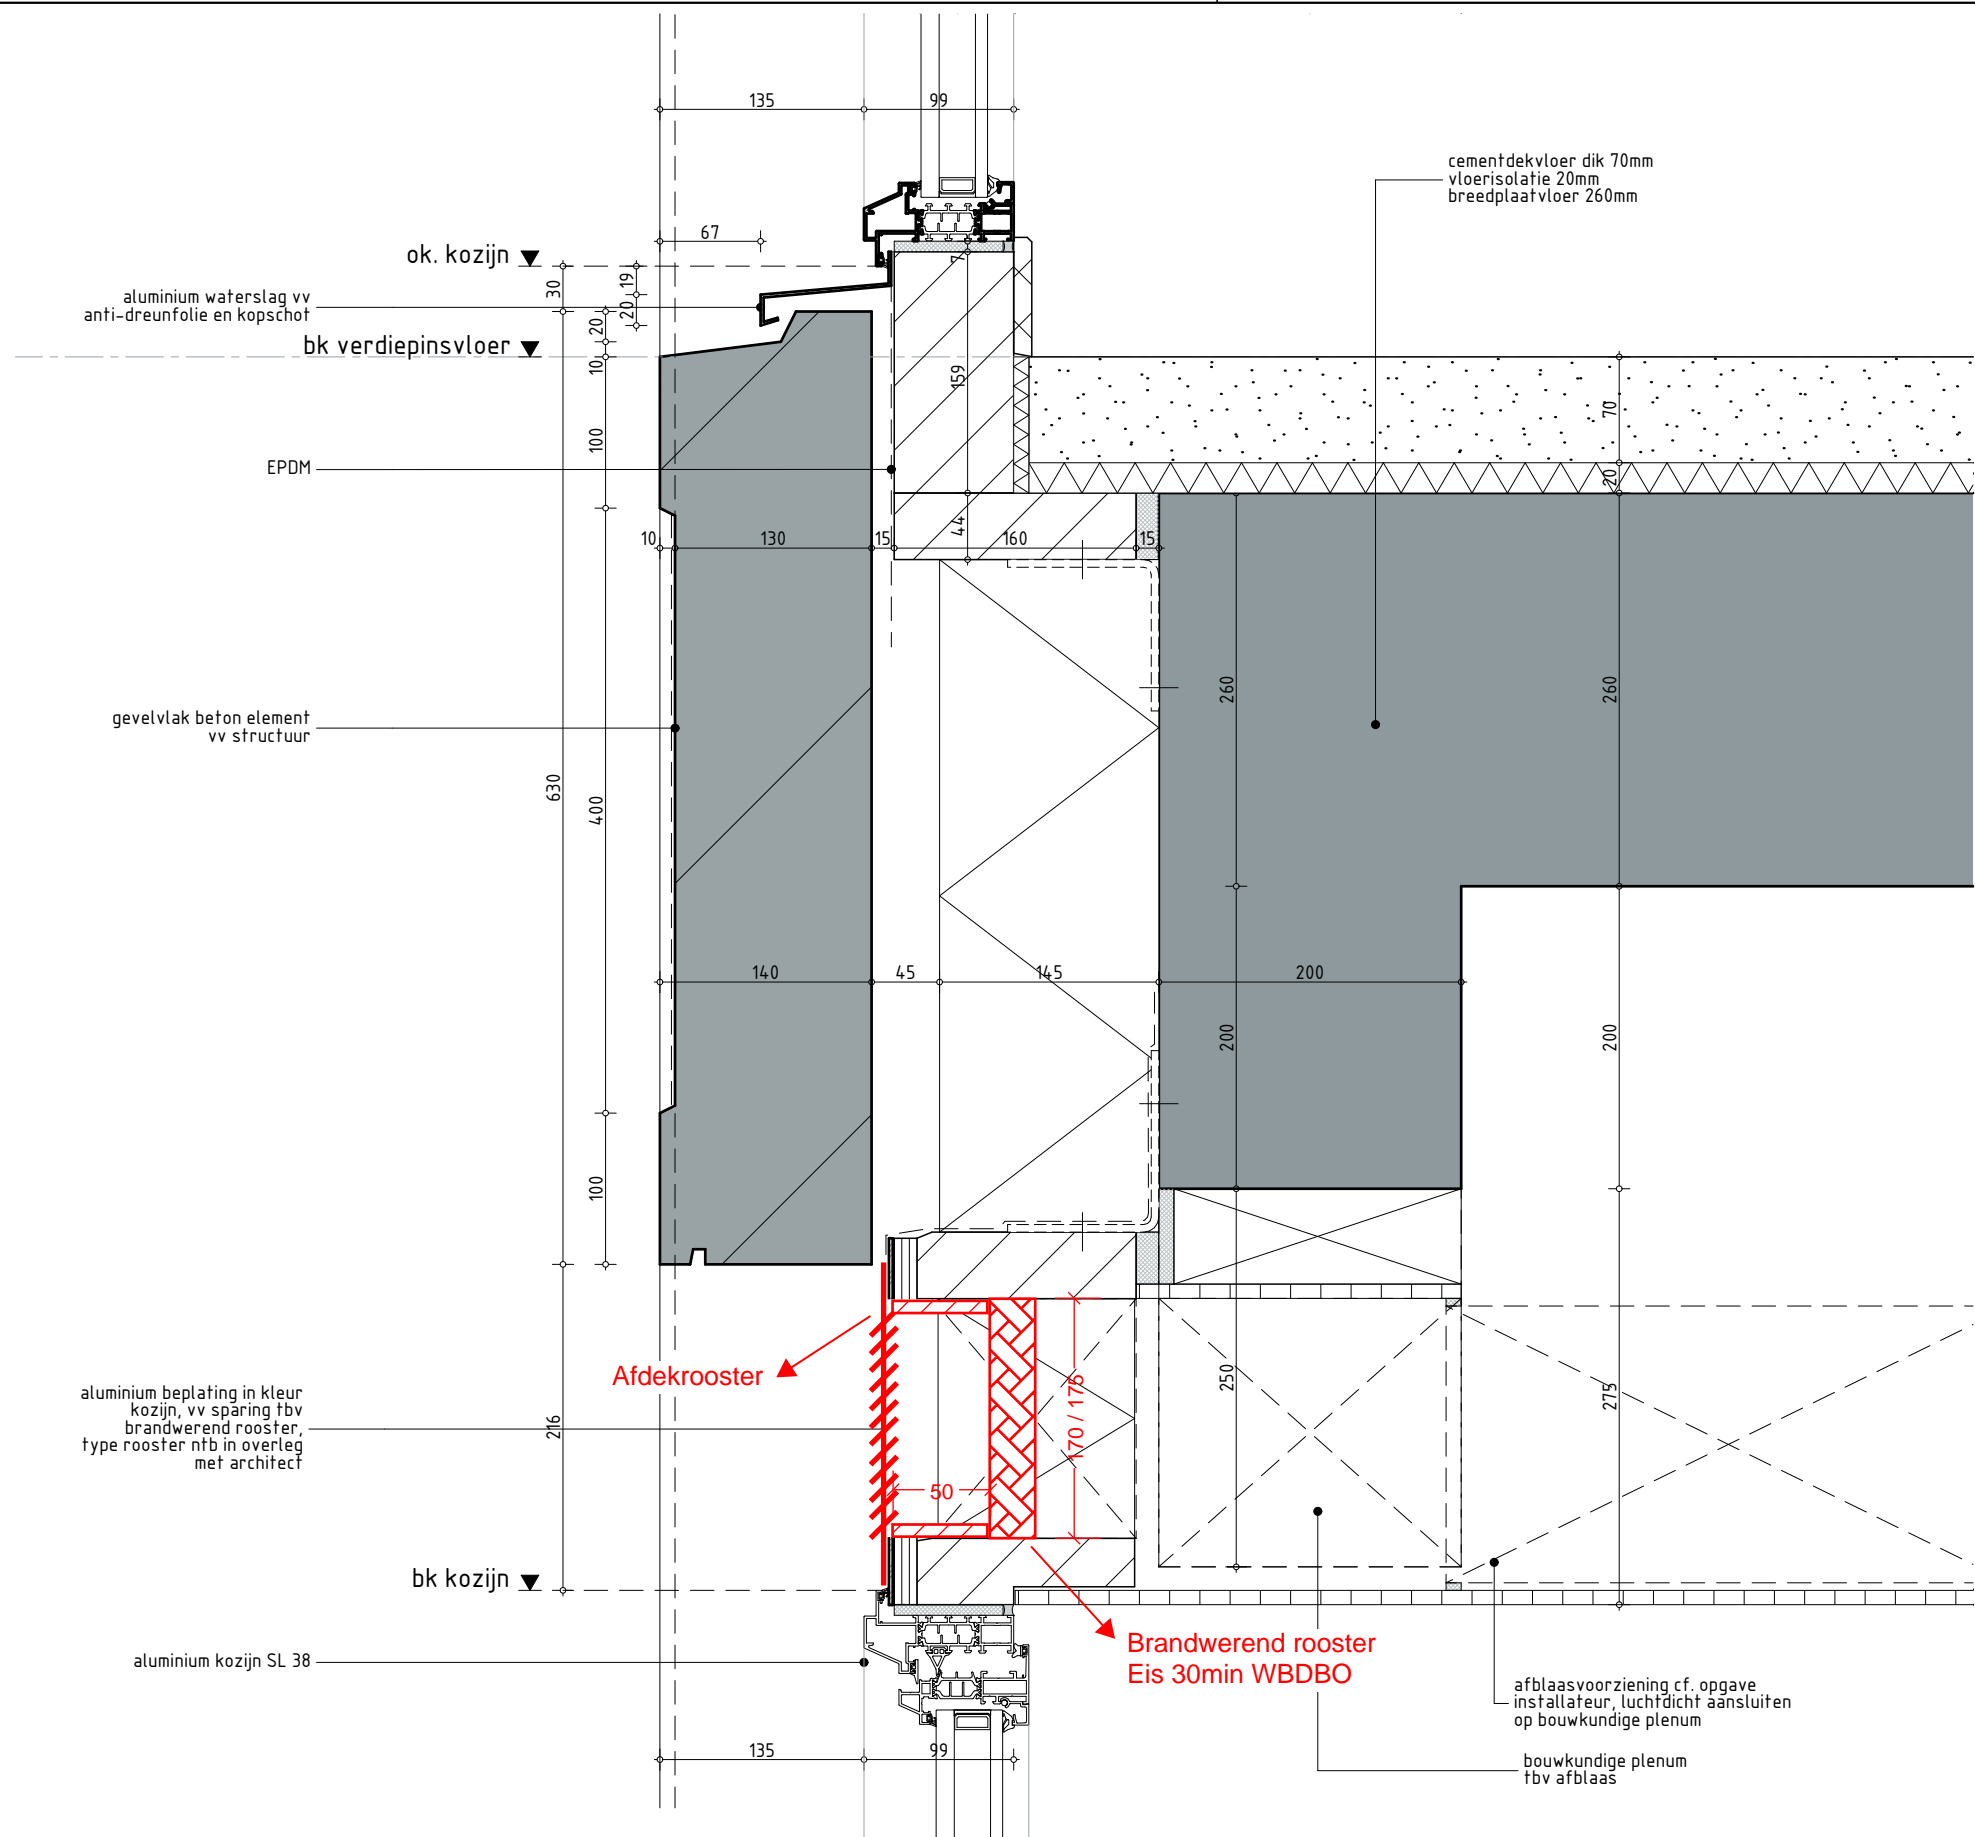 135
99
cementdekvloer dik 70mm
vloerisolatie 20mm
breedplaatvloer 260mm
67
ok. kozijn
7
30
19
aluminium waterslag vv
anti-dreunfolie en kopschot
20
20
bk verdiepinsvloer
10
159
70
100
EPDM
20
44
10
130
15
160
15
260
260
gevelvlak beton element
vv structuur
630
400
140
45
145
200
200
200
100
Afdekrooster
170 / 175
250
275
aluminium beplating in kleur
kozijn, vv sparing tbv
brandwerend rooster,
type rooster ntb in overleg
met architect
216
50
bk kozijn
Brandwerend rooster
Eis 30min WBDBO
aluminium kozijn SL 38
afblaasvoorziening cf. opgave
installateur, luchtdicht aansluiten
op bouwkundige plenum
135
99
bouwkundige plenum
tbv afblaas